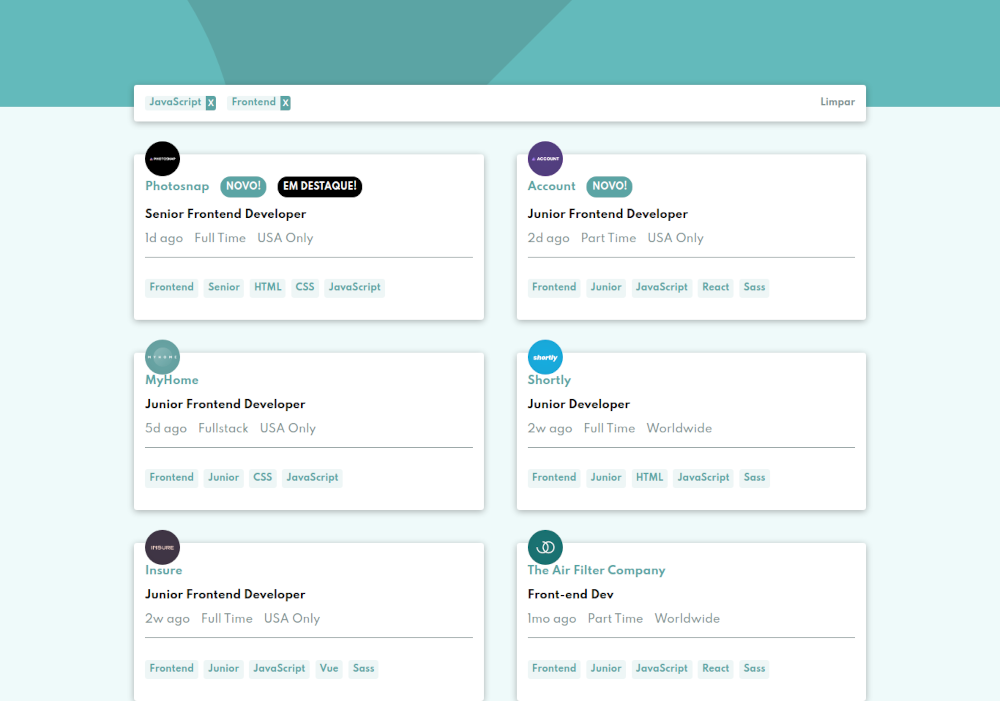 JavaScript X Frontend X Limpar
PHOTOSNAP
Photosnap NOVO! EM DESTAQUE!
Senior Frontend Developer
1d ago Full Time USA Only
Frontend Senior HTML CSS JavaScript
ACCOUNT
Account NOVO!
Junior Frontend Developer
2d ago Part Time USA Only
Frontend Junior JavaScript React Sass
MYHOME
MyHome
Junior Frontend Developer
5d ago Fullstack USA Only
Frontend Junior CSS JavaScript
shortly
Shortly
Junior Developer
2w ago Full Time Worldwide
Frontend Junior HTML JavaScript Sass
INSURE
Insure
Junior Frontend Developer
2w ago Full Time USA Only
Frontend Junior JavaScript Vue Sass
The Air Filter Company
Front-end Dev
1mo ago Part Time Worldwide
Frontend Junior JavaScript React Sass